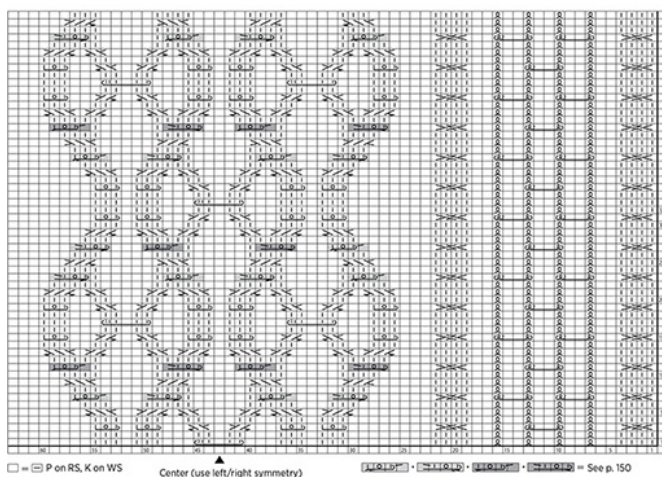 60 55 50 45 40 35 30 25 20 15 10 5 1
= P on RS, K on WS
Center (use left/right symmetry)
= See p. 150